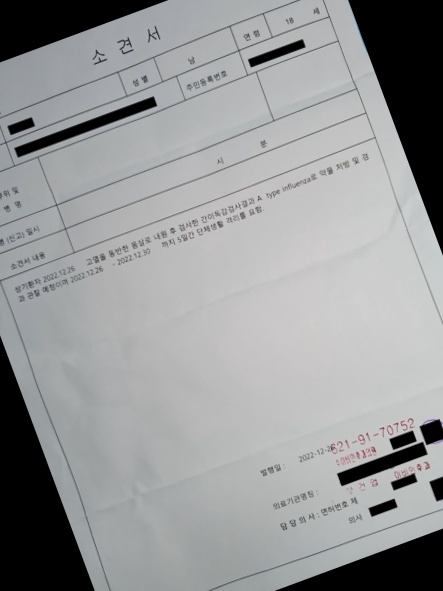 소 견 서
성 별 남 연 령 18 세
주민등록번호
부위 및
병 명
(신고) 일시 시 분
소견서 내용
상기환자 2022.12.26 고열을 동반한 몸살로 내원 후 검사한 간이독감검사결과 A type influenza로 약물 처방 및 경
과 관찰 예정이며 2022.12.26 - 2022.12.30 까지 5일간 단체생활 격리를 요함.
발행일 : 2022-12-26
621-91-70752
의료기관명칭 :
담 당 의 사 : 면허번호 제
의사